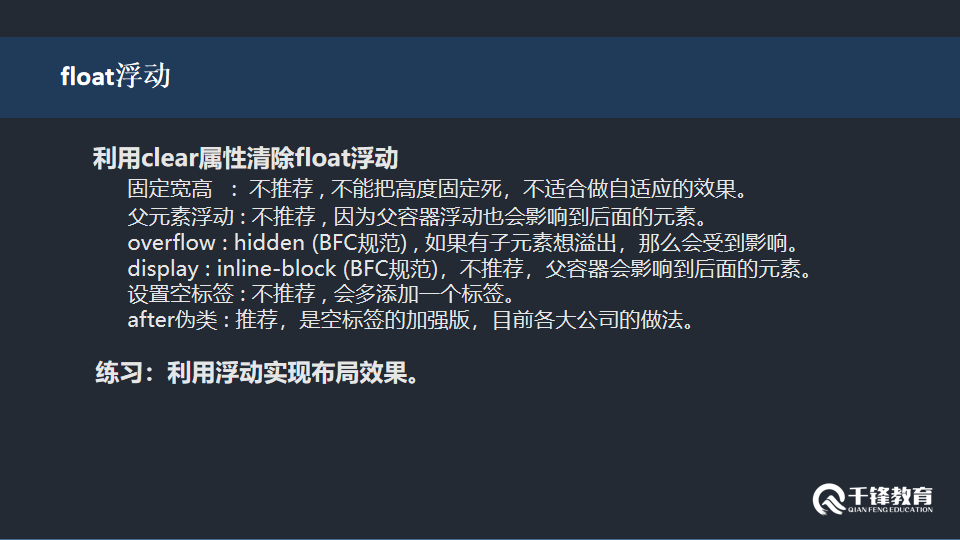 float浮动
利用clear属性清除float浮动
固定宽高 ：不推荐 , 不能把高度固定死，不适合做自适应的效果。
父元素浮动 : 不推荐 , 因为父容器浮动也会影响到后面的元素。
overflow : hidden (BFC规范) , 如果有子元素想溢出，那么会受到影响。
display : inline-block (BFC规范)，不推荐，父容器会影响到后面的元素。
设置空标签 : 不推荐 , 会多添加一个标签。
after伪类 : 推荐，是空标签的加强版，目前各大公司的做法。
练习：利用浮动实现布局效果。
千锋教育
QIAN FENG EDUCATION